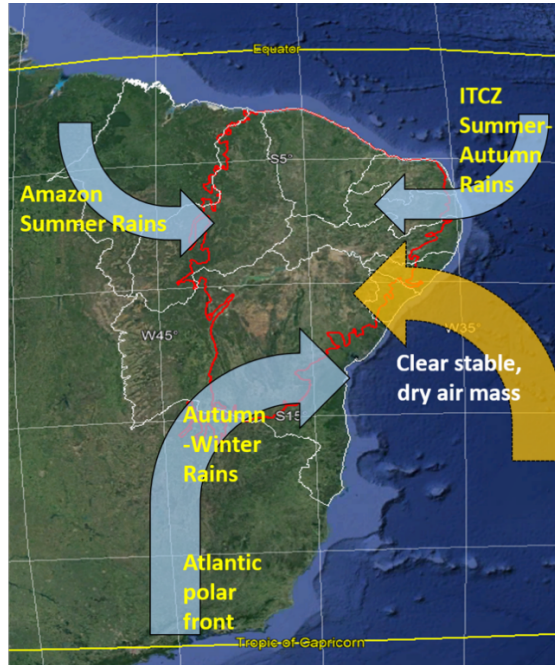 Equator
ITCZ
Summer-
Autumn
Rains
S5°
Amazon
Summer Rains
W45°
W35°
Clear stable,
dry air mass
Autumn
-Winter
Rains
S15
Atlantic
polar
front
Tropic of Capricorn